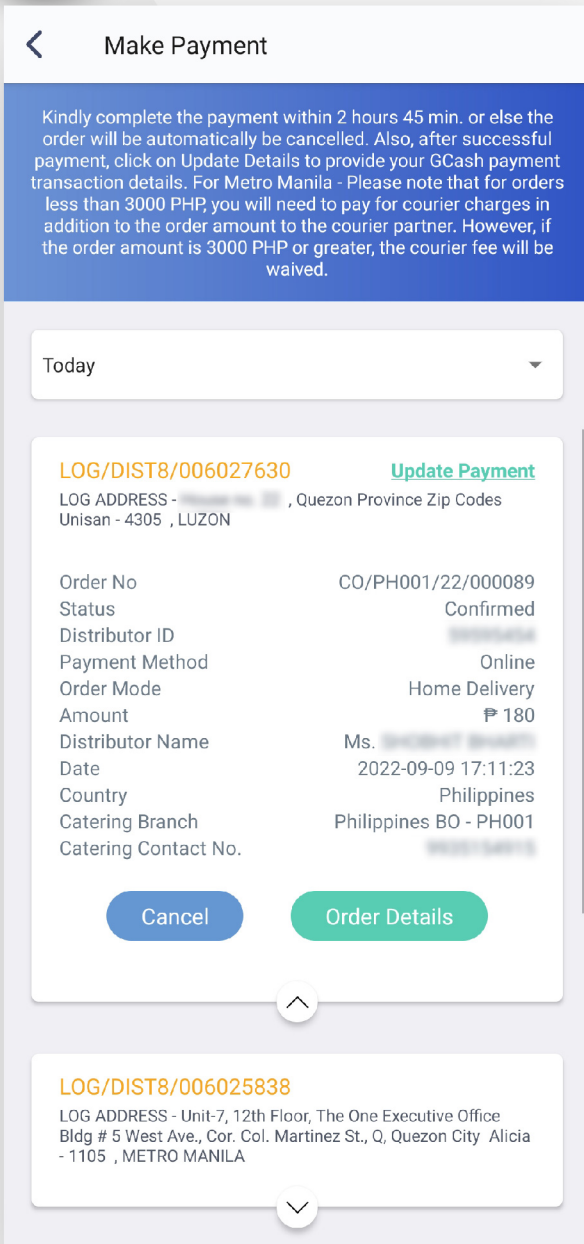 Make Payment
Kindly complete the payment within 2 hours 45 min. or else the
order will be automatically be cancelled. Also, after successful
payment, click on Update Details to provide your GCash payment
transaction details. For Metro Manila - Please note that for orders
less than 3000 PHP, you will need to pay for courier charges in
addition to the order amount to the courier partner. However, if
the order amount is 3000 PHP or greater, the courier fee will be
waived.
Today
LOG/DIST8/006027630 Update Payment
LOG ADDRESS - , Quezon Province Zip Codes
Unisan - 4305 , LUZON
Order No CO/PH001/22/000089
Status Confirmed
Distributor ID
Payment Method Online
Order Mode Home Delivery
Amount ₱ 180
Distributor Name Ms.
Date 2022-09-09 17:11:23
Country Philippines
Catering Branch Philippines BO - PH001
Catering Contact No.
Cancel Order Details
LOG/DIST8/006025838
LOG ADDRESS - Unit-7, 12th Floor, The One Executive Office
Bldg # 5 West Ave., Cor. Col. Martinez St., Q, Quezon City Alicia
- 1105 , METRO MANILA